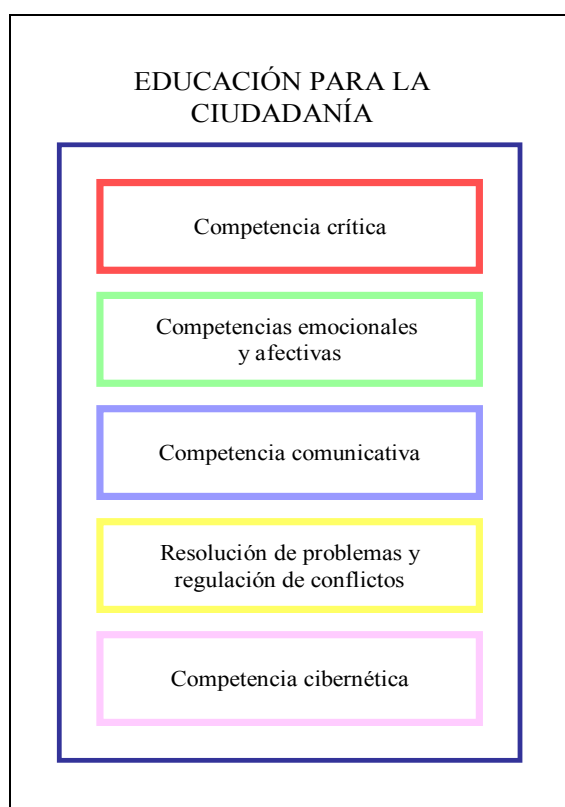 EDUCACIÓN PARA LA
CIUDADANÍA
Competencia crítica
Competencias emocionales
y afectivas
Competencia comunicativa
Resolución de problemas y
regulación de conflictos
Competencia cibernética